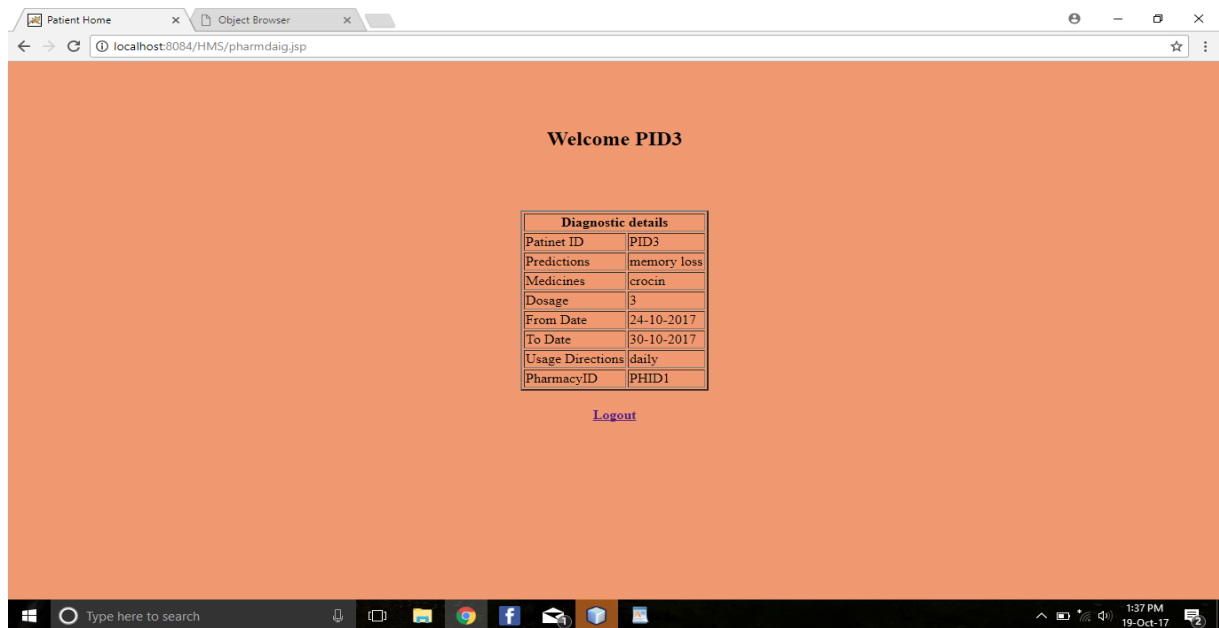 Patient Home
Object Browser
localhost:8084/HMS/pharmdaig.jsp
Welcome PID3
Diagnostic details
Patinet ID PID3
Predictions memory loss
Medicines crocin
Dosage 3
From Date 24-10-2017
To Date 30-10-2017
Usage Directions daily
PharmacyID PHID1
Logout
Type here to search
1:37 PM
19-Oct-17
2